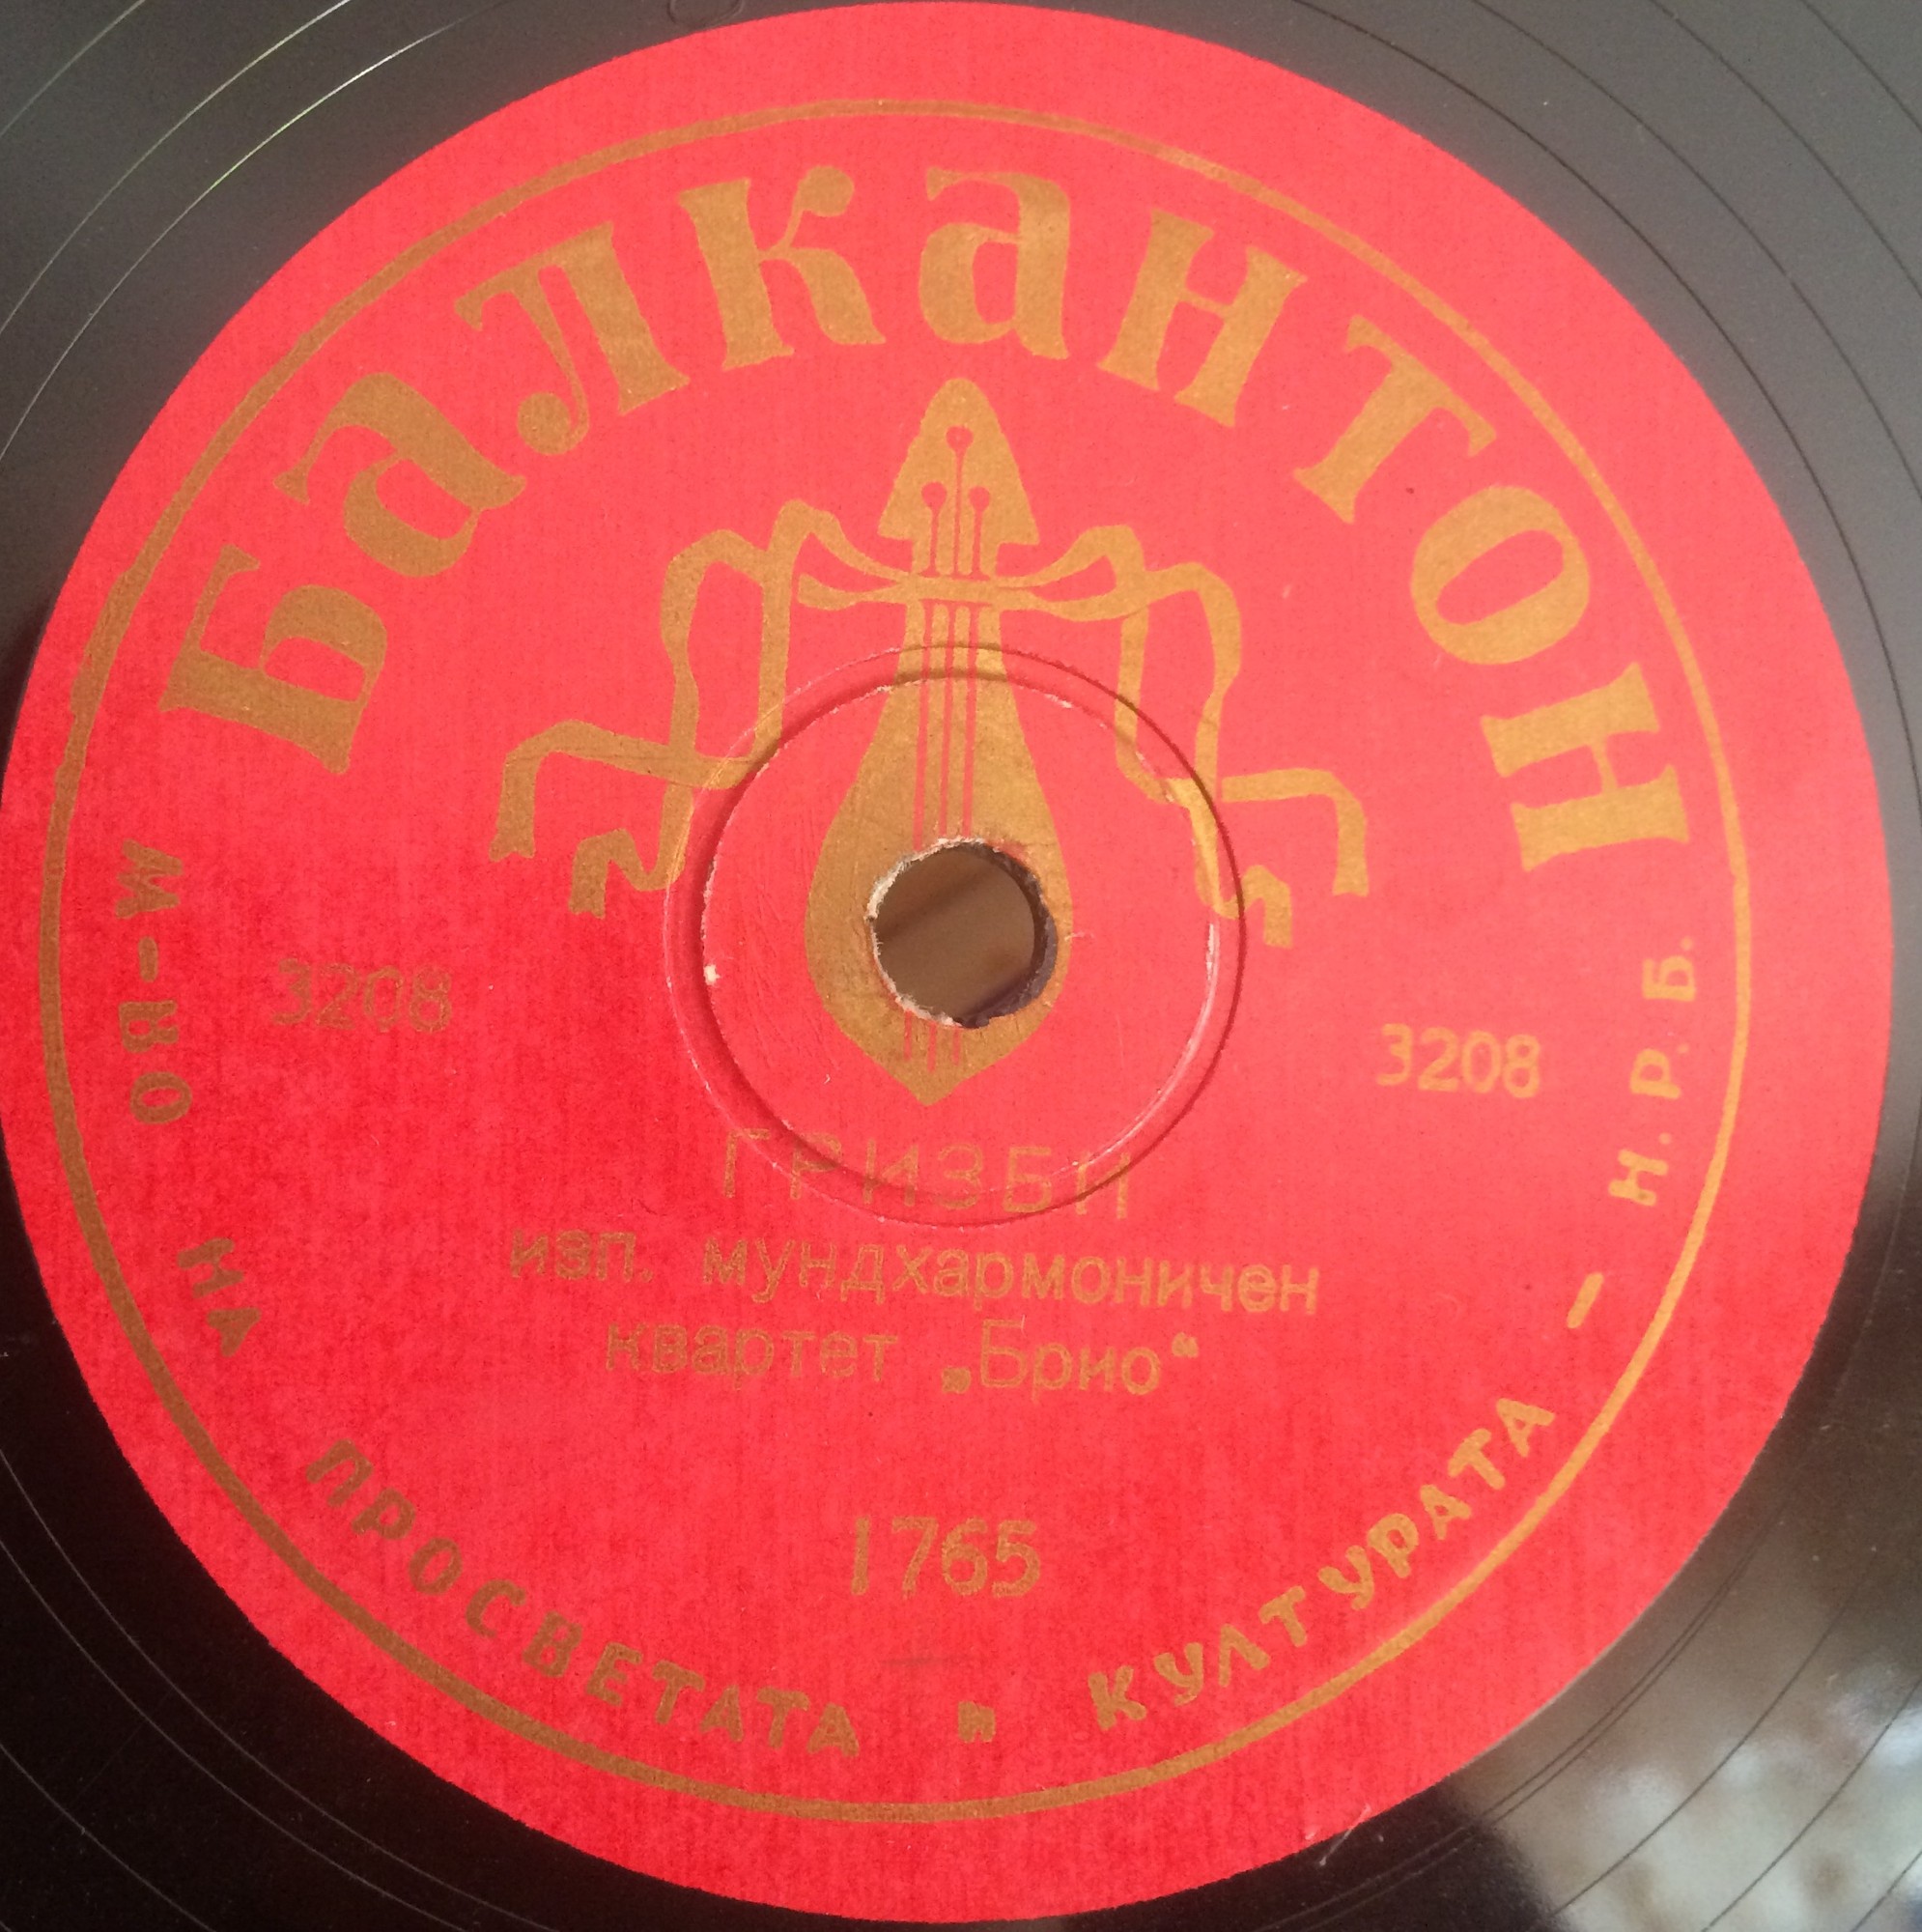 Балкантон
3208
3208
ГРИЗБИ
изп. мундхармоничен
квартет „Брио“
1765
М-ВО НА ПРОСВЕТАТА И КУЛТУРАТА — Н.Р.Б.